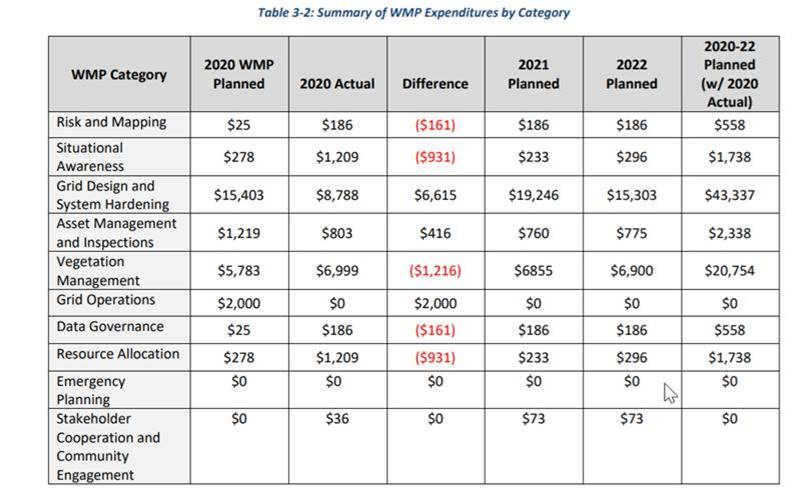 Table 3-2: Summary of WMP Expenditures by Category
WMP Category 2020 WMP Planned 2020 Actual Difference 2021 Planned 2022 Planned 2020-22 Planned (w/ 2020 Actual)
Risk and Mapping $25 $186 ($161) $186 $186 $558
Situational Awareness $278 $1,209 ($931) $233 $296 $1,738
Grid Design and System Hardening $15,403 $8,788 $6,615 $19,246 $15,303 $43,337
Asset Management and Inspections $1,219 $803 $416 $760 $775 $2,338
Vegetation Management $5,783 $6,999 ($1,216) $6855 $6,900 $20,754
Grid Operations $2,000 $0 $2,000 $0 $0 $0
Data Governance $25 $186 ($161) $186 $186 $558
Resource Allocation $278 $1,209 ($931) $233 $296 $1,738
Emergency Planning $0 $0 $0 $0 $0 $0
Stakeholder Cooperation and Community Engagement $0 $36 $0 $73 $73 $0